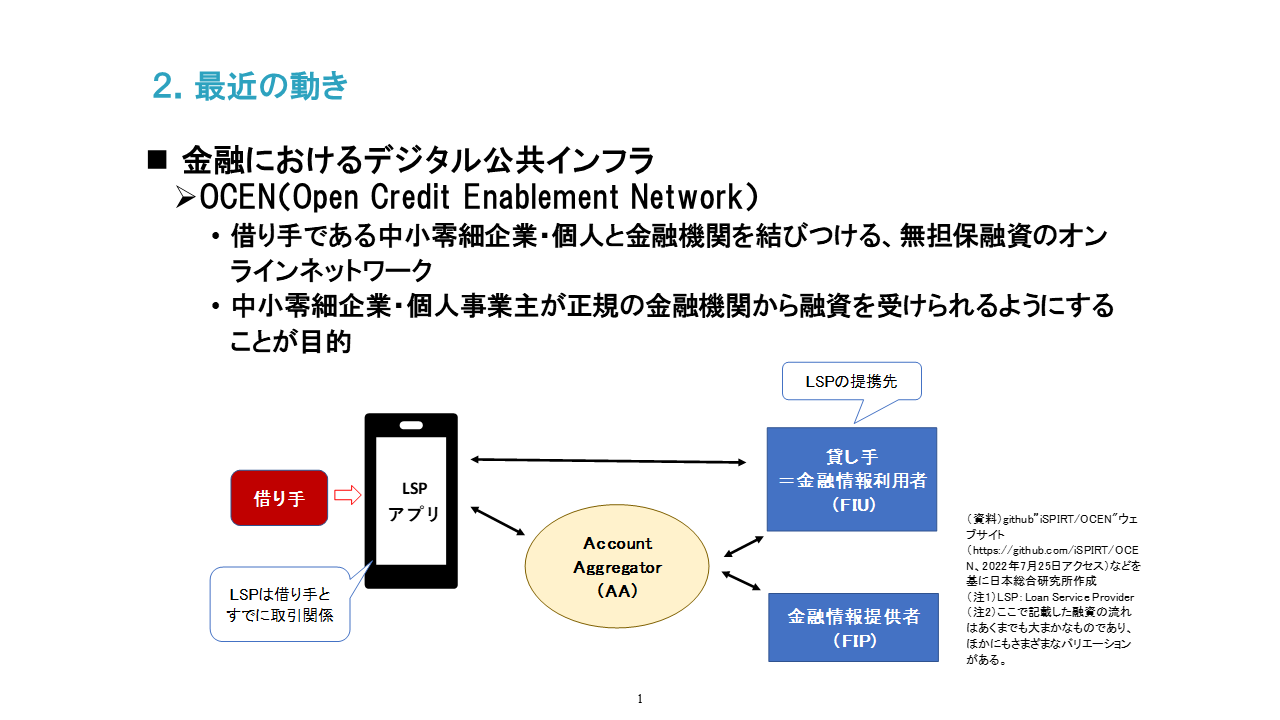 2. 最近の動き
■ 金融におけるデジタル公共インフラ
➢OCEN(Open Credit Enablement Network)
• 借り手である中小零細企業・個人と金融機関を結びつける、無担保融資のオン
ラインネットワーク
• 中小零細企業・個人事業主が正規の金融機関から融資を受けられるようにする
ことが目的
LSPの提携先
貸し手
=金融情報利用者
(FIU)
借り手
LSP
アプリ
Account
Aggregator
(AA)
LSPは借り手と
すでに取引関係
金融情報提供者
(FIP)
(資料)github"iSPIRT/OCEN"ウェ
ブサイト
(https://github.com/iSPIRT/OCE
N、2022年7月25日アクセス)などを
基に日本総合研究所作成
(注1)LSP: Loan Service Provider
(注2)ここで記載した融資の流れ
はあくまでも大まかなものであり、
ほかにもさまざまなバリエーション
がある。
1